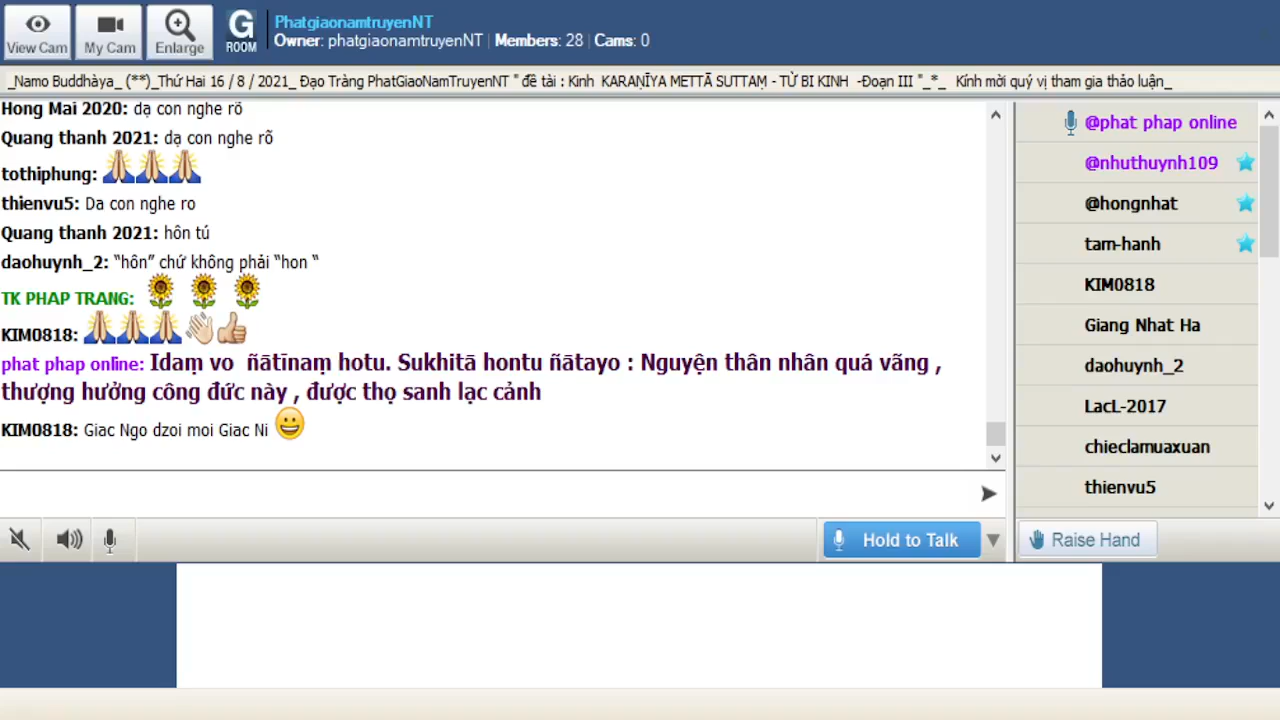 View Cam
My Cam
Enlarge
G
ROOM
PhatgiaonamtruyenNT
Owner: phatgiaonamtruyenNT | Members: 28 | Cams: 0
_Namo Buddhàya_ (**)_Thứ Hai 16 / 8 / 2021_ Đạo Tràng PhatGiaoNamTruyenNT " đề tài : Kinh KARAṆĪYA METTĀ SUTTAṂ - TỪ BI KINH -Đoạn III "_*_ Kính mời quý vị tham gia thảo luận_
Hong Mai 2020: dạ con nghe rõ
Quang thanh 2021: dạ con nghe rõ
tothiphung:
thienvu5: Da con nghe ro
Quang thanh 2021: hôn tú
daohuynh_2: “hôn” chứ không phải “hon “
TK PHAP TRANG:
KIM0818:
phat phap online: Idaṃ vo ñātīnaṃ hotu. Sukhitā hontu ñātayo : Nguyện thân nhân quá vãng ,
thượng hưởng công đức này , được thọ sanh lạc cảnh
KIM0818: Giac Ngo dzoi moi Giac Ni
@phat phap online
@nhuthuynh109
@hongnhat
tam-hanh
KIM0818
Giang Nhat Ha
daohuynh_2
LacL-2017
chieclamuaxuan
thienvu5
Hold to Talk
Raise Hand